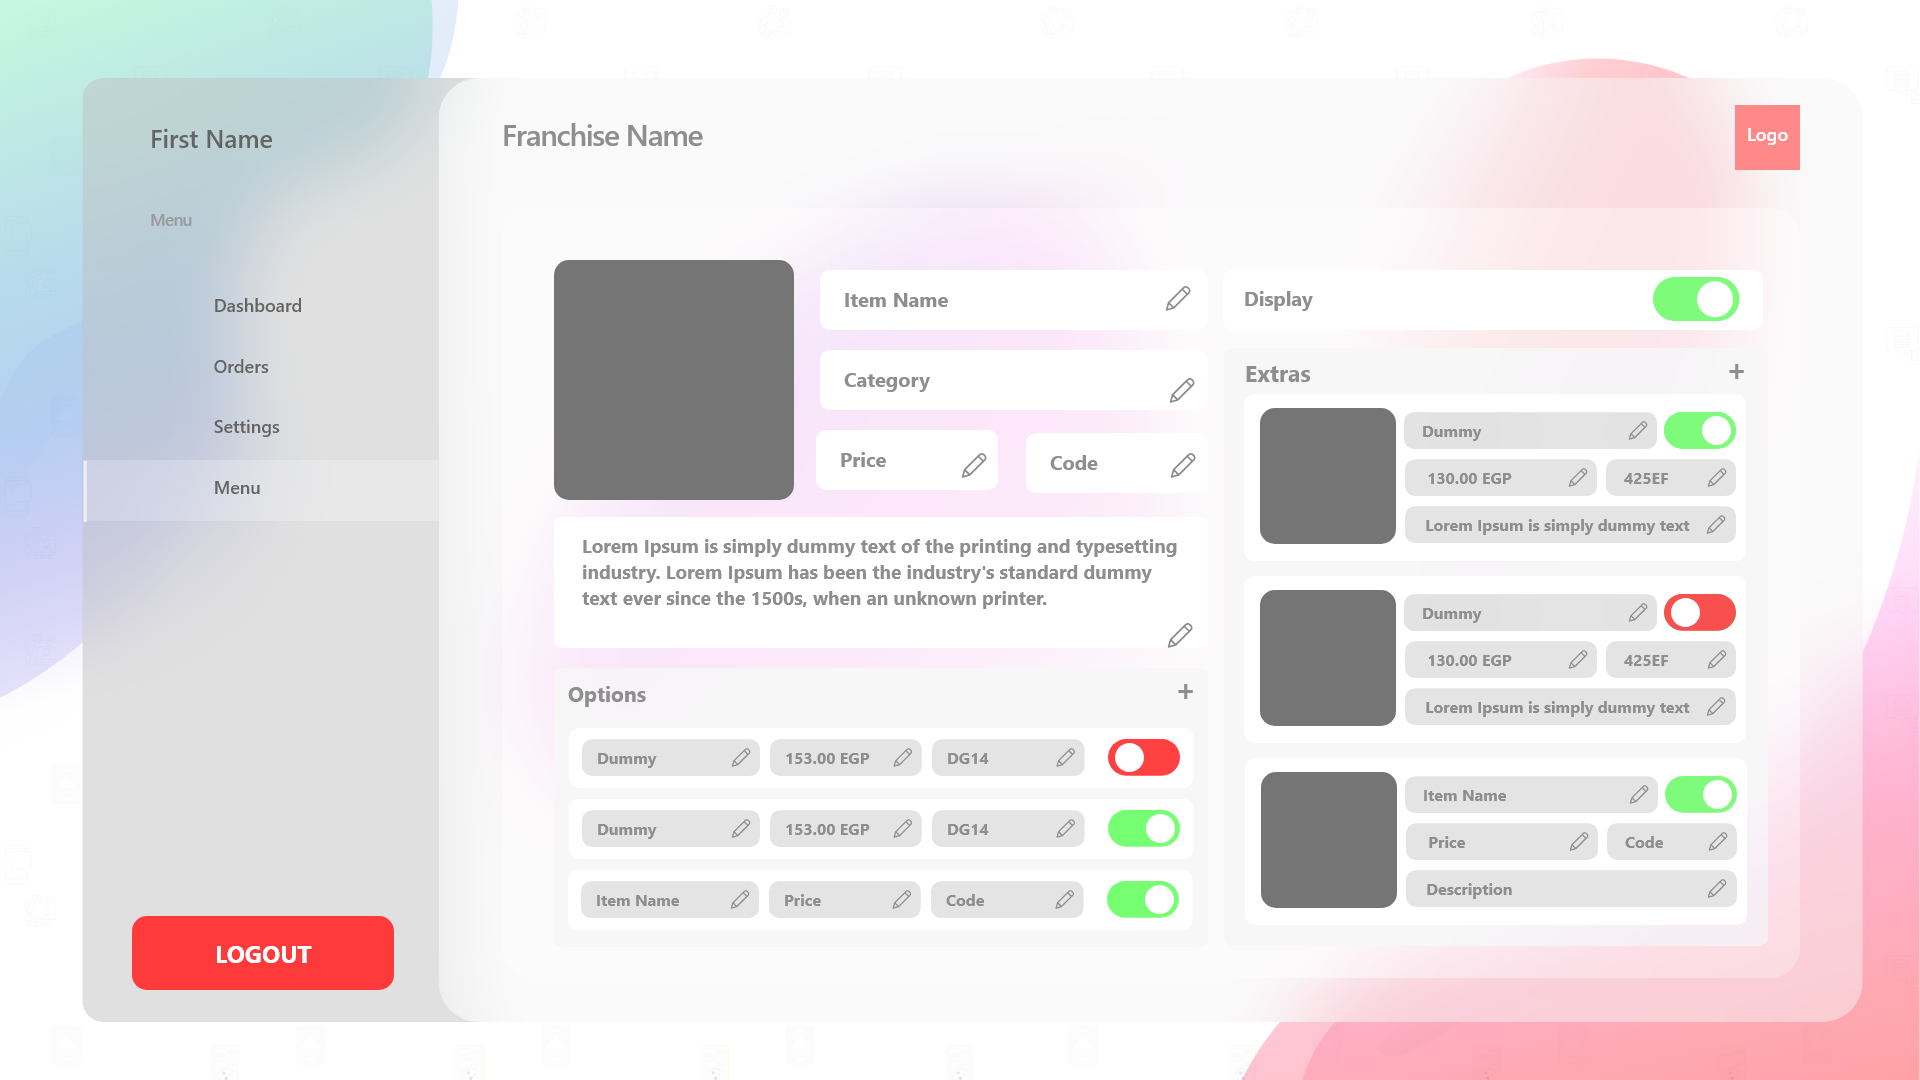 First Name
Menu
Dashboard
Orders
Settings
Menu
LOGOUT
Franchise Name
Logo
Item Name
Category
Price
Code
Lorem Ipsum is simply dummy text of the printing and typesetting
industry. Lorem Ipsum has been the industry's standard dummy
text ever since the 1500s, when an unknown printer.
Options
+
Dummy
153.00 EGP
DG14
Dummy
153.00 EGP
DG14
Item Name
Price
Code
Display
Extras
+
Dummy
130.00 EGP
425EF
Lorem Ipsum is simply dummy text
Dummy
130.00 EGP
425EF
Lorem Ipsum is simply dummy text
Item Name
Price
Code
Description